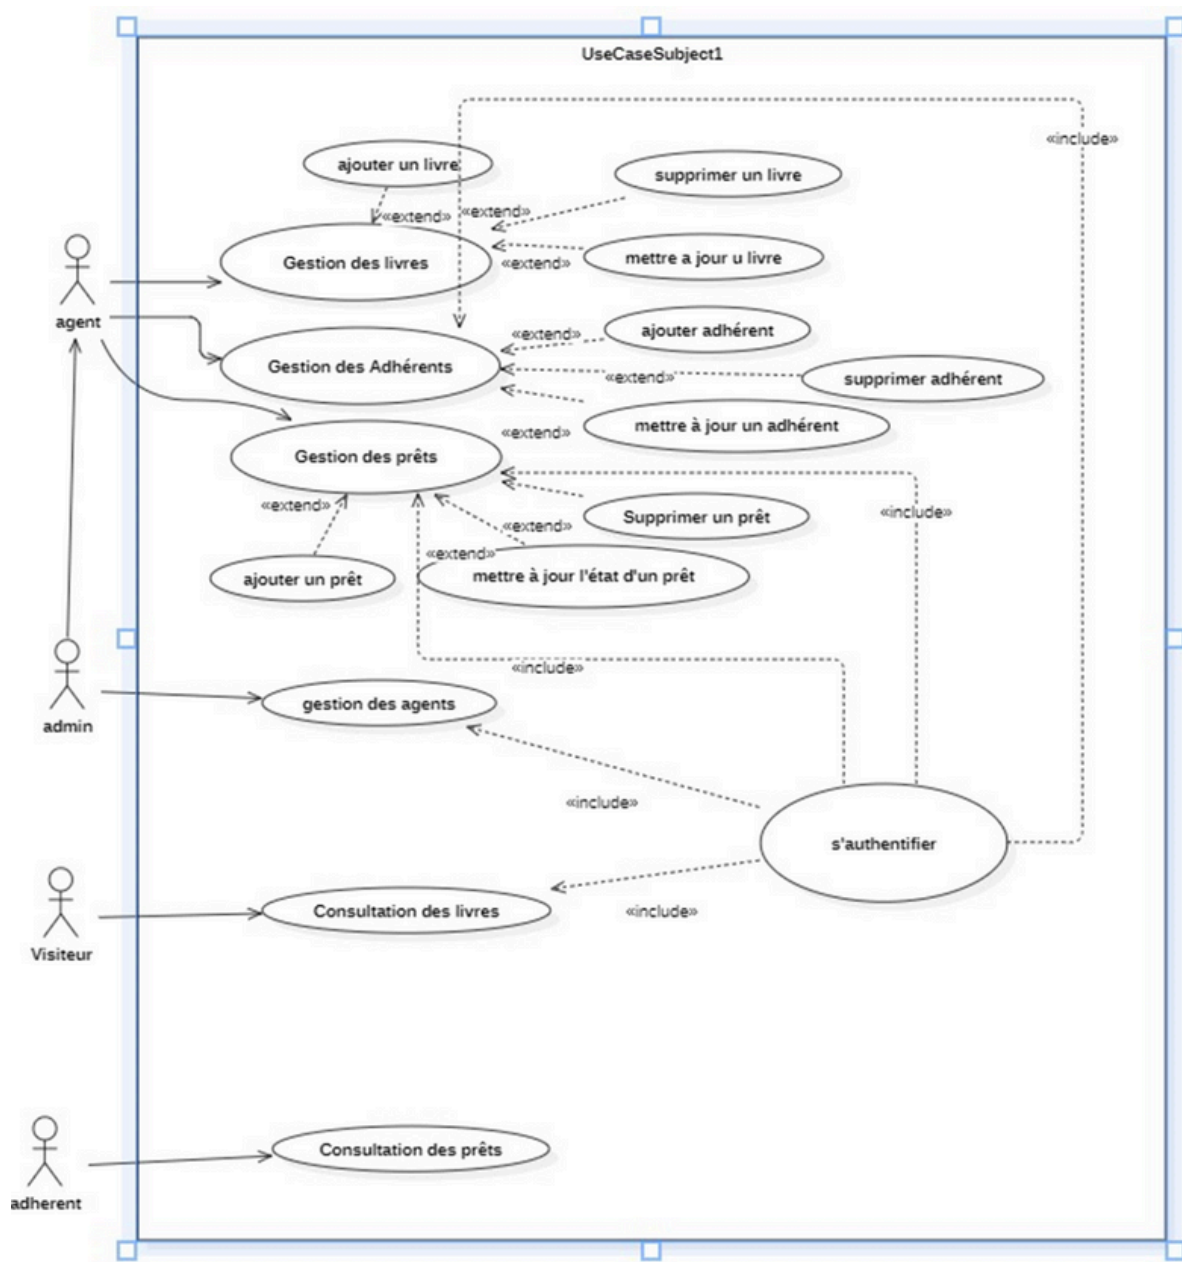 UseCaseSubject1
«include»
ajouter un livre
supprimer un livre
«extend»
«extend»
mettre a jour u livre
Gestion des livres
«extend»
agent
ajouter adhérent
«extend»
Gestion des Adhérents
«extend»
supprimer adhérent
mettre à jour un adhérent
«extend»
Gestion des prêts
«extend»
«include»
Supprimer un prêt
«extend»
«extend»
ajouter un prêt
mettre à jour l'état d'un prêt
«include»
gestion des agents
admin
«include»
s'authentifier
Consultation des livres
«include»
Visiteur
Consultation des prêts
adherent